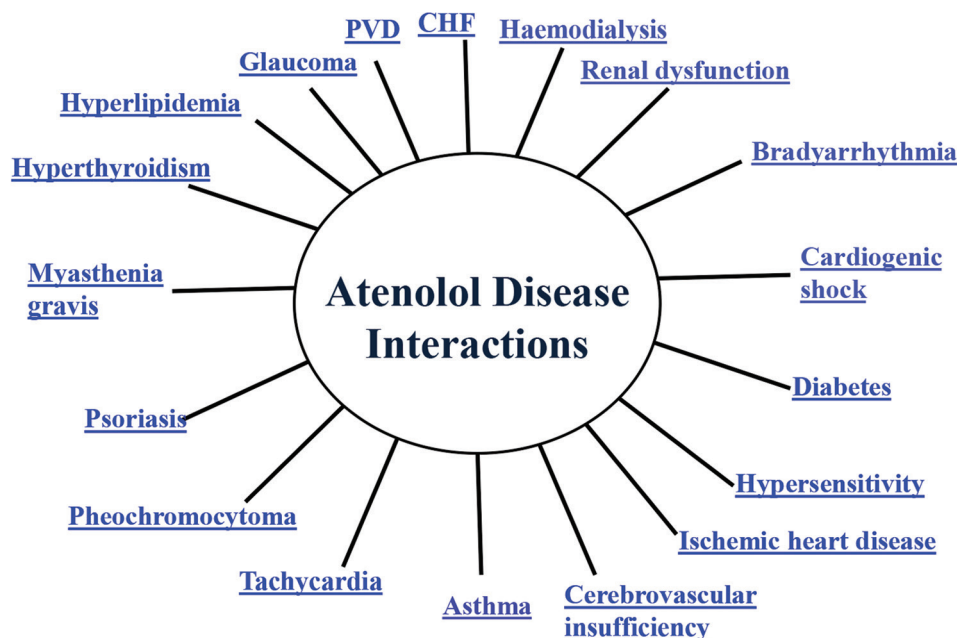 PVD
CHF
Haemodialysis
Glaucoma
Renal dysfunction
Hyperlipidemia
Bradyarrhythmia
Hyperthyroidism
Myasthenia
gravis
Cardiogenic
shock
Atenolol Disease
Interactions
Diabetes
Psoriasis
Hypersensitivity
Pheochromocytoma
Ischemic heart disease
Tachycardia
Asthma
Cerebrovascular
insufficiency